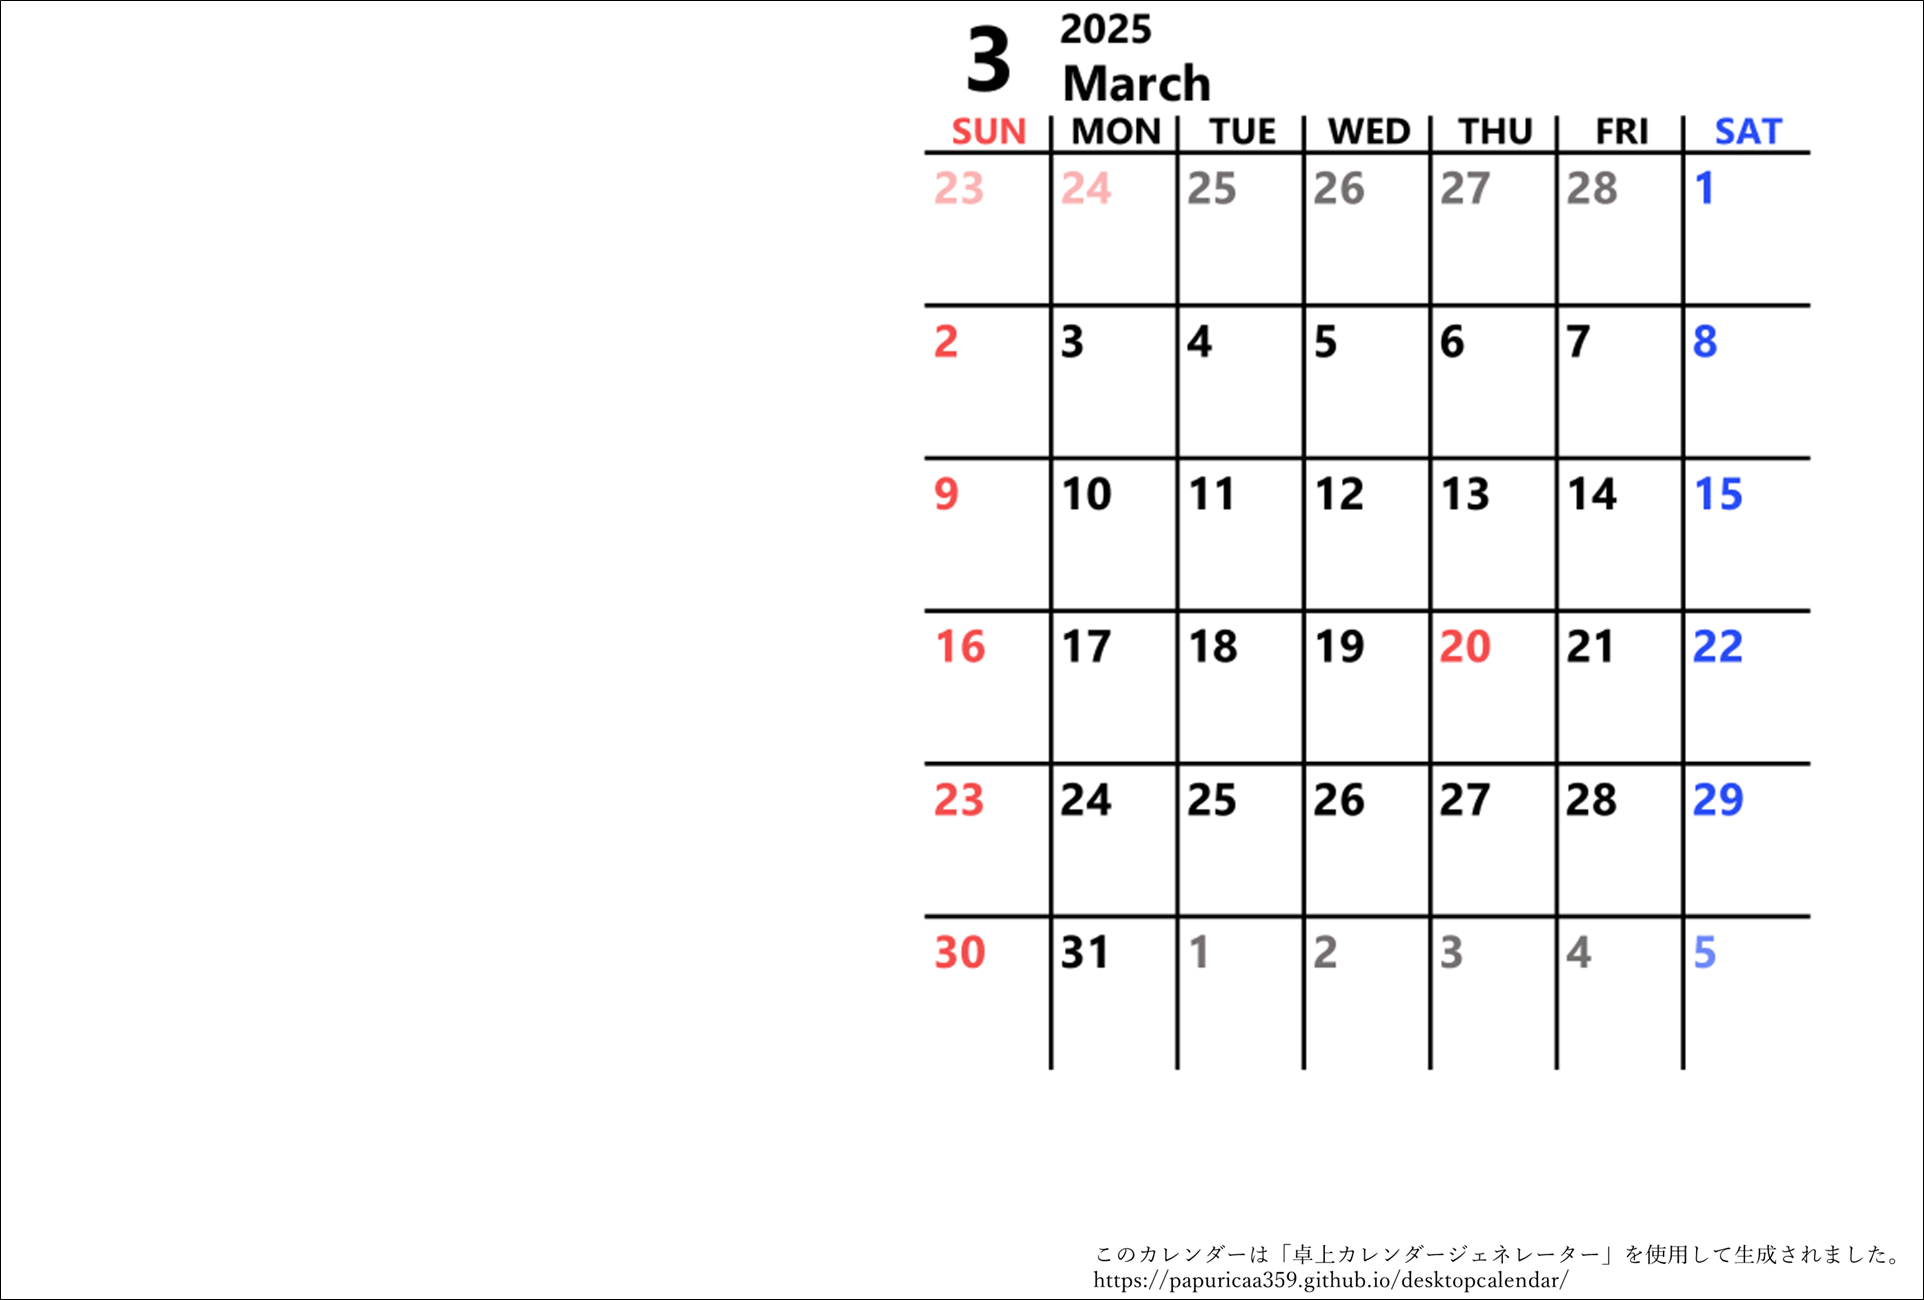 3
2025
March
SUN MON TUE WED THU FRI SAT
23 24 25 26 27 28 1
2 3 4 5 6 7 8
9 10 11 12 13 14 15
16 17 18 19 20 21 22
23 24 25 26 27 28 29
30 31 1 2 3 4 5
このカレンダーは「卓上カレンダージェネレーター」を使用して生成されました。
https://papuricaa359.github.io/desktopcalendar/